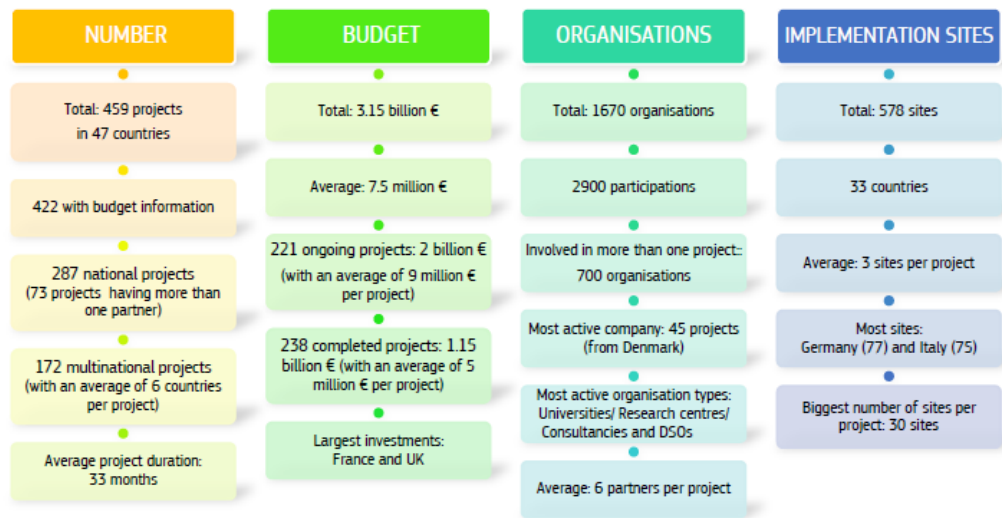 NUMBER
Total: 459 projects
in 47 countries
422 with budget information
287 national projects
(73 projects having more than
one partner)
172 multinational projects
(with an average of 6 countries
per project)
Average project duration:
33 months
BUDGET
Total: 3.15 billion €
Average: 7.5 million €
221 ongoing projects: 2 billion €
(with an average of 9 million €
per project)
238 completed projects: 1.15
billion € (with an average of 5
million € per project)
Largest investments:
France and UK
ORGANISATIONS
Total: 1670 organisations
2900 participations
Involved in more than one project::
700 organisations
Most active company: 45 projects
(from Denmark)
Most active organisation types:
Universities/ Research centres/
Consultancies and DSOs
Average: 6 partners per project
IMPLEMENTATION SITES
Total: 578 sites
33 countries
Average: 3 sites per project
Most sites:
Germany (77) and Italy (75)
Biggest number of sites per
project: 30 sites